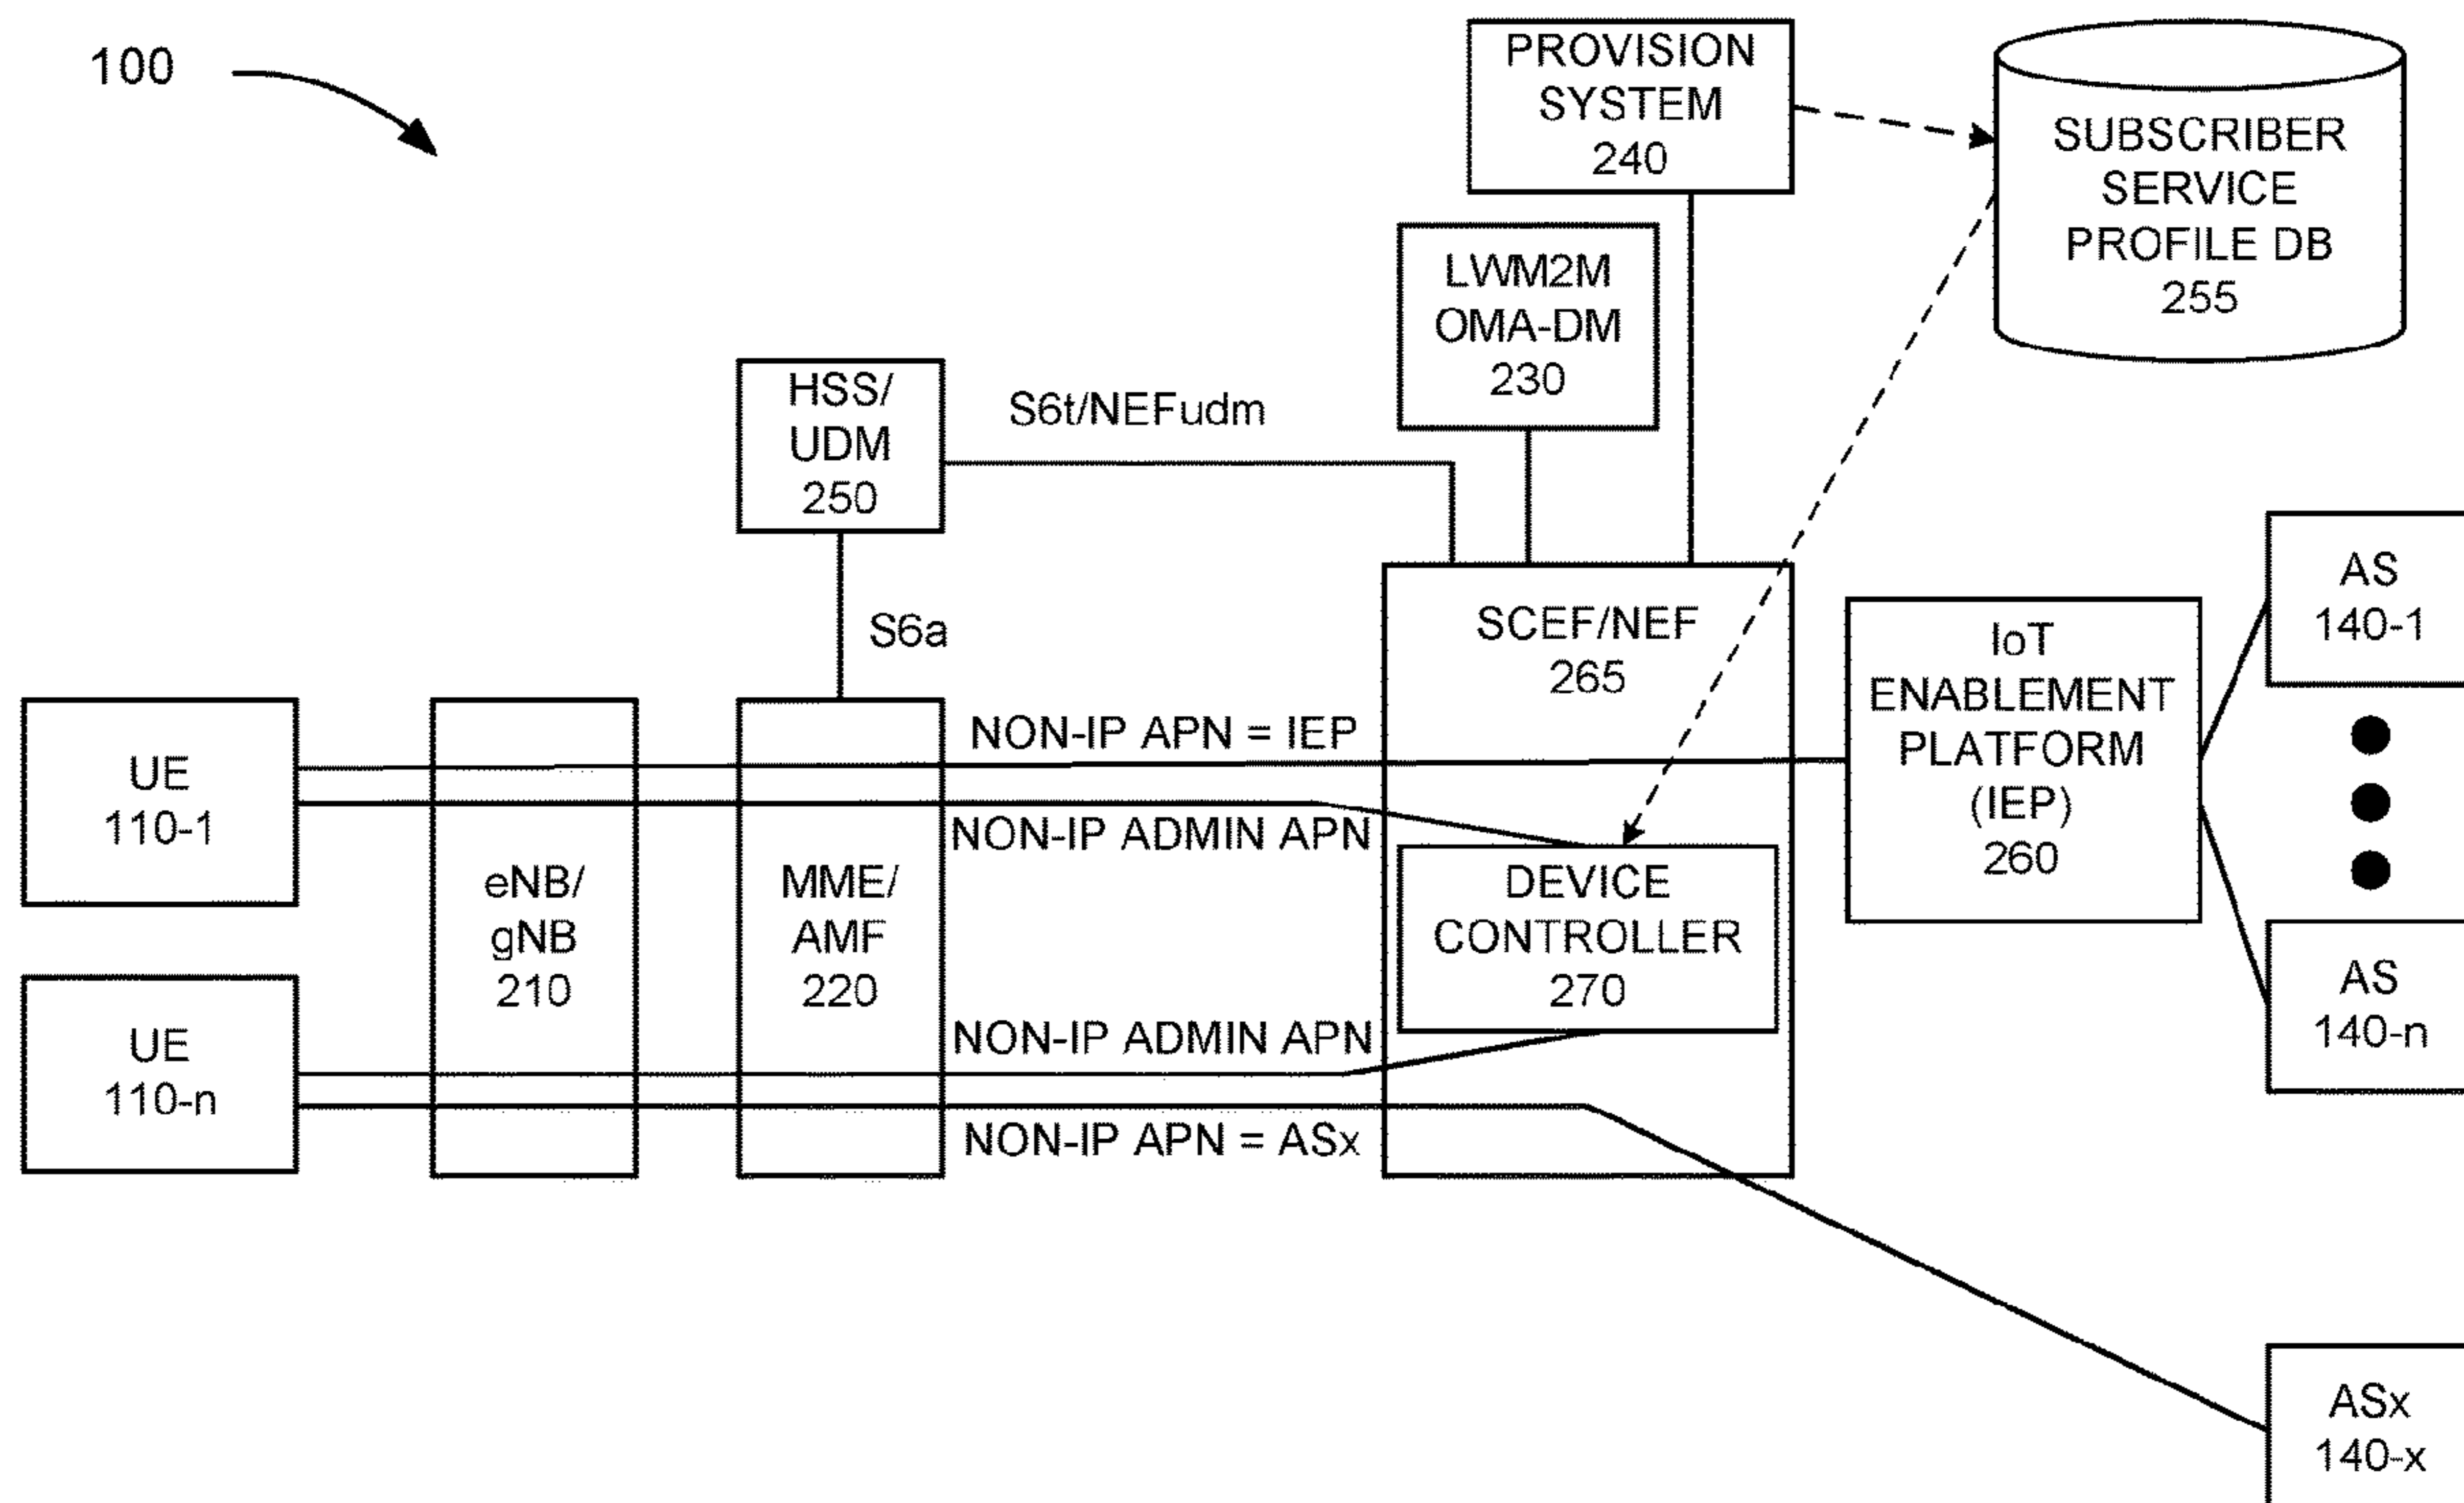 100
PROVISION
SYSTEM
240
SUBSCRIBER
SERVICE
PROFILE DB
255
LWM2M
OMA-DM
230
HSS/
UDM
250
S6t/NEFudm
S6a
SCEF/NEF
265
IoT
ENABLEMENT
PLATFORM
(IEP)
260
AS
140-1
UE
110-1
eNB/
gNB
210
MME/
AMF
220
NON-IP APN = IEP
NON-IP ADMIN APN
DEVICE
CONTROLLER
270
AS
140-n
UE
110-n
NON-IP ADMIN APN
NON-IP APN = ASx
ASx
140-x